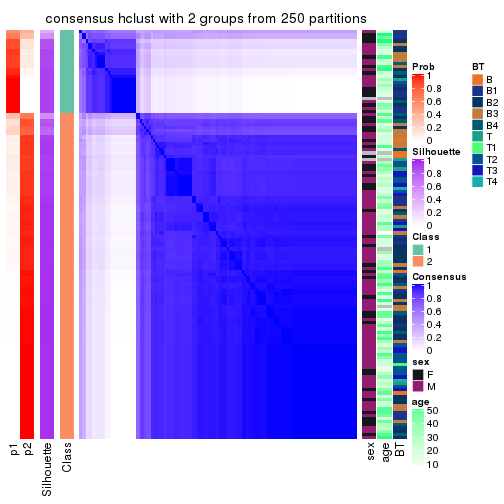 consensus hclust with 2 groups from 250 partitions
p1
p2
Silhouette
Class
sex
age
BT
Prob
1
0.8
0.6
0.4
0.2
0
Silhouette
1
0.8
0.6
0.4
0.2
0
Class
1
2
Consensus
1
0.8
0.6
0.4
0.2
0
sex
F
M
age
50
40
30
20
10
BT
B
B1
B2
B3
B4
T
T1
T2
T3
T4